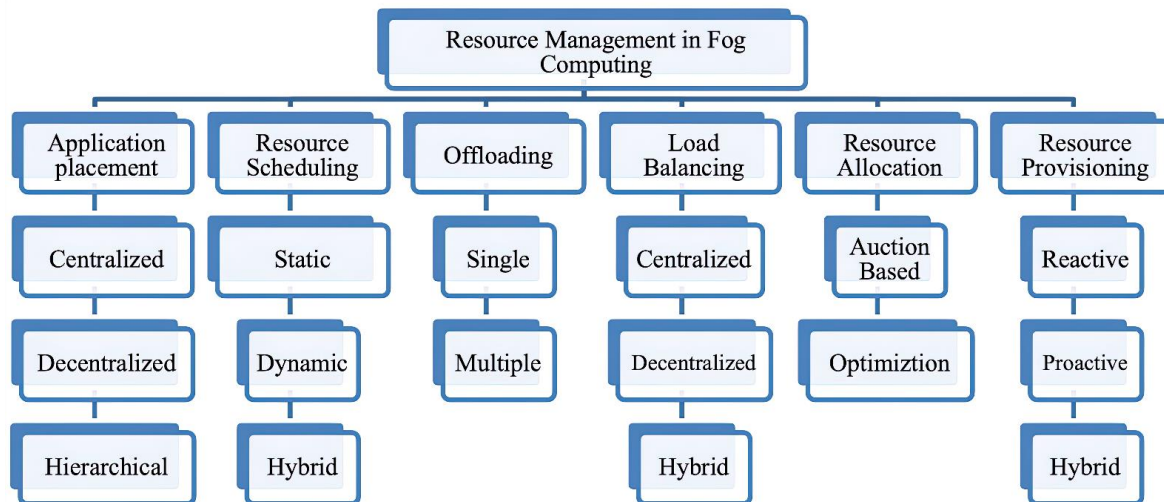 Resource Management in Fog
Computing
Application
placement
Resource
Scheduling
Offloading
Load
Balancing
Resource
Allocation
Resource
Provisioning
Centralized
Static
Single
Centralized
Auction
Based
Reactive
Decentralized
Dynamic
Multiple
Decentralized
Optimiztion
Proactive
Hierarchical
Hybrid
Hybrid
Hybrid